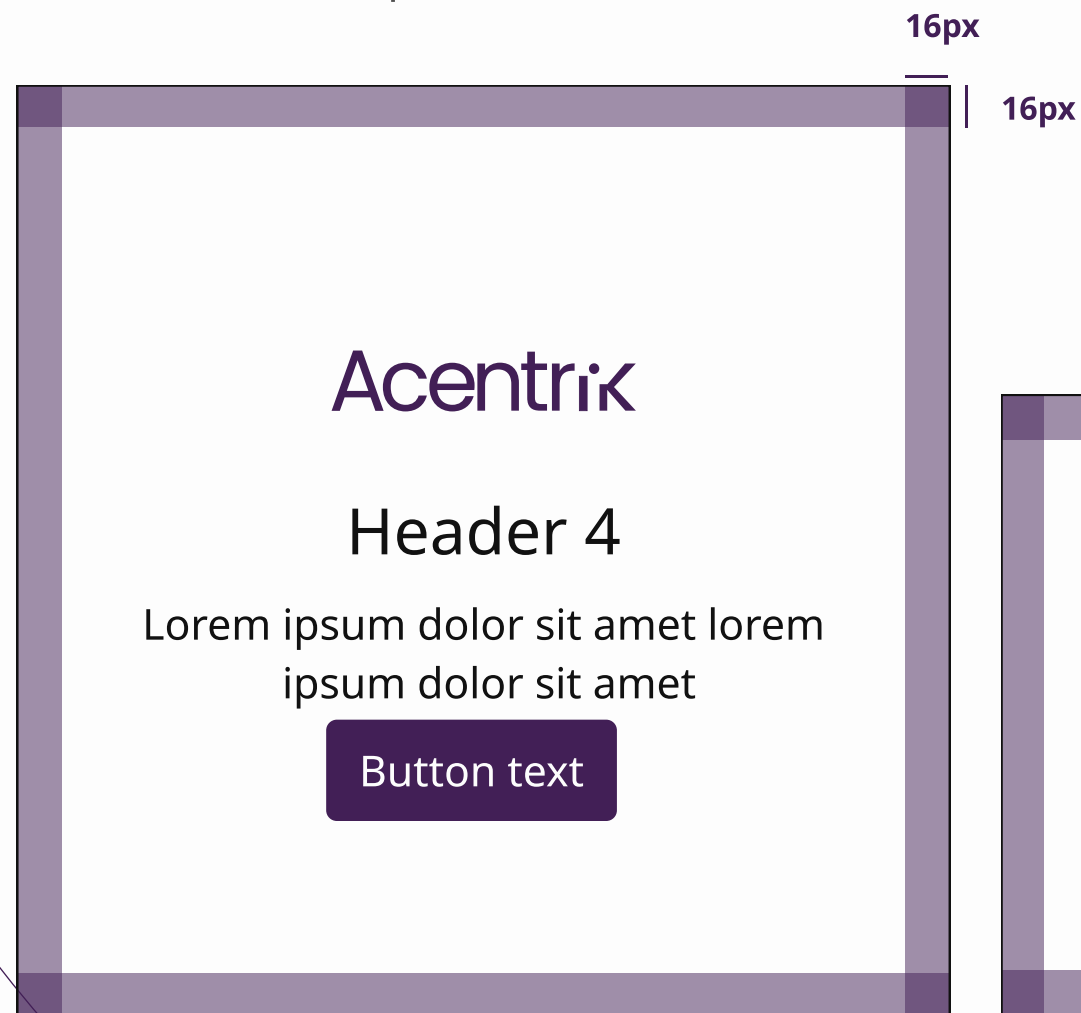 16px
16px
Acentrik
Header 4
Lorem ipsum dolor sit amet lorem
ipsum dolor sit amet
Button text